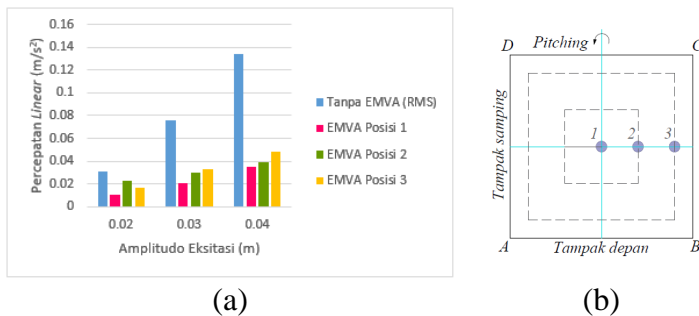 0.16
0.14
0.12
0.1
0.08
0.06
0.04
0.02
0
Percepatan Linear (m/s²)
0.02 0.03 0.04
Amplitudo Eksitasi (m)
Tanpa EMVA (RMS)
EMVA Posisi 1
EMVA Posisi 2
EMVA Posisi 3
(a)
D Pitching C
Tampak samping
1 2 3
A Tampak depan B
(b)